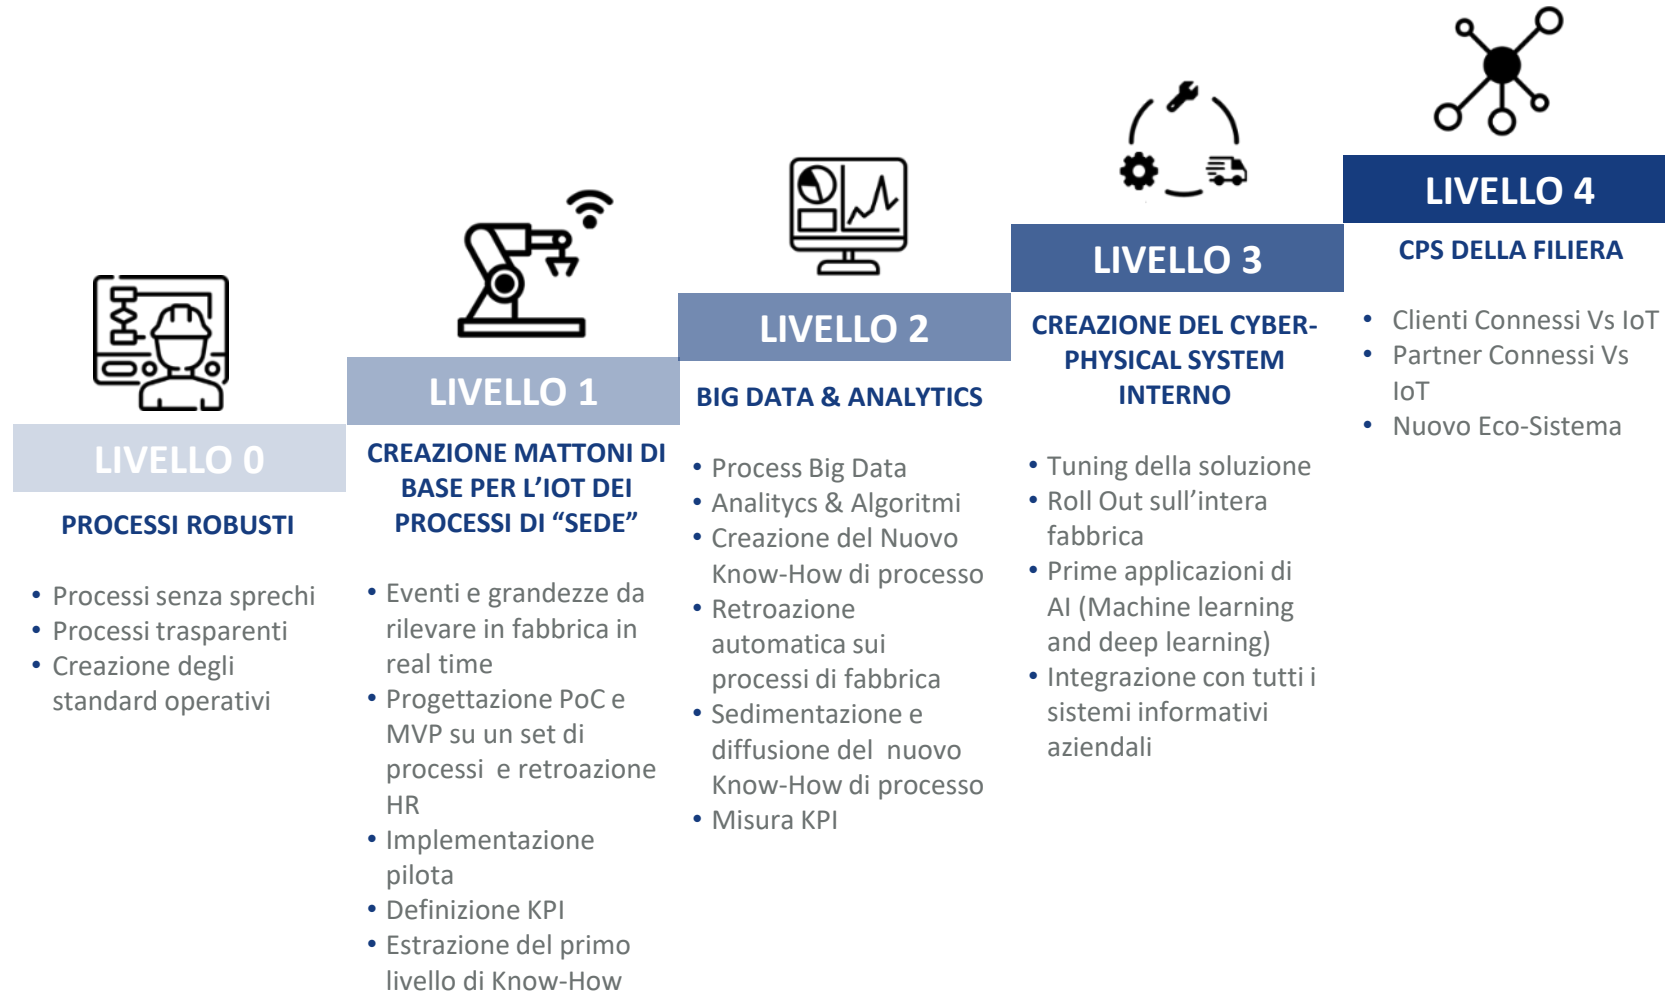 LIVELLO 0
PROCESSI ROBUSTI
• Processi senza sprechi
• Processi trasparenti
• Creazione degli
standard operativi
LIVELLO 1
CREAZIONE MATTONI DI
BASE PER L’IOT DEI
PROCESSI DI “SEDE”
• Eventi e grandezze da
rilevare in fabbrica in
real time
• Progettazione PoC e
MVP su un set di
processi e retroazione
HR
• Implementazione
pilota
• Definizione KPI
• Estrazione del primo
livello di Know-How
LIVELLO 2
BIG DATA & ANALYTICS
• Process Big Data
• Analitycs & Algoritmi
• Creazione del Nuovo
Know-How di processo
• Retroazione
automatica sui
processi di fabbrica
• Sedimentazione e
diffusione del nuovo
Know-How di processo
• Misura KPI
LIVELLO 3
CREAZIONE DEL CYBER-
PHYSICAL SYSTEM
INTERNO
• Tuning della soluzione
• Roll Out sull’intera
fabbrica
• Prime applicazioni di
AI (Machine learning
and deep learning)
• Integrazione con tutti i
sistemi informativi
aziendali
LIVELLO 4
CPS DELLA FILIERA
• Clienti Connessi Vs IoT
• Partner Connessi Vs
IoT
• Nuovo Eco-Sistema